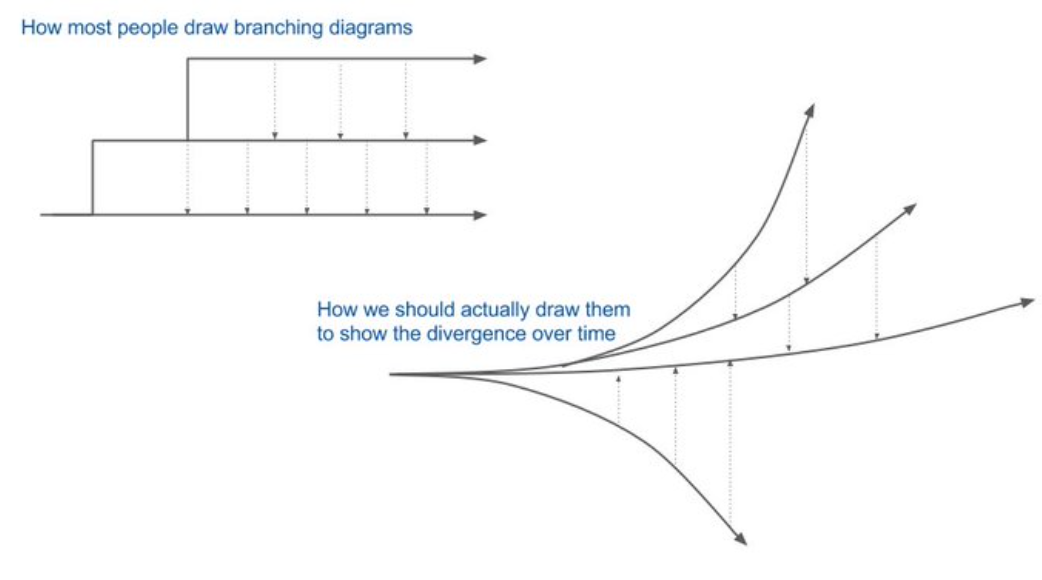 How most people draw branching diagrams
How we should actually draw them
to show the divergence over time